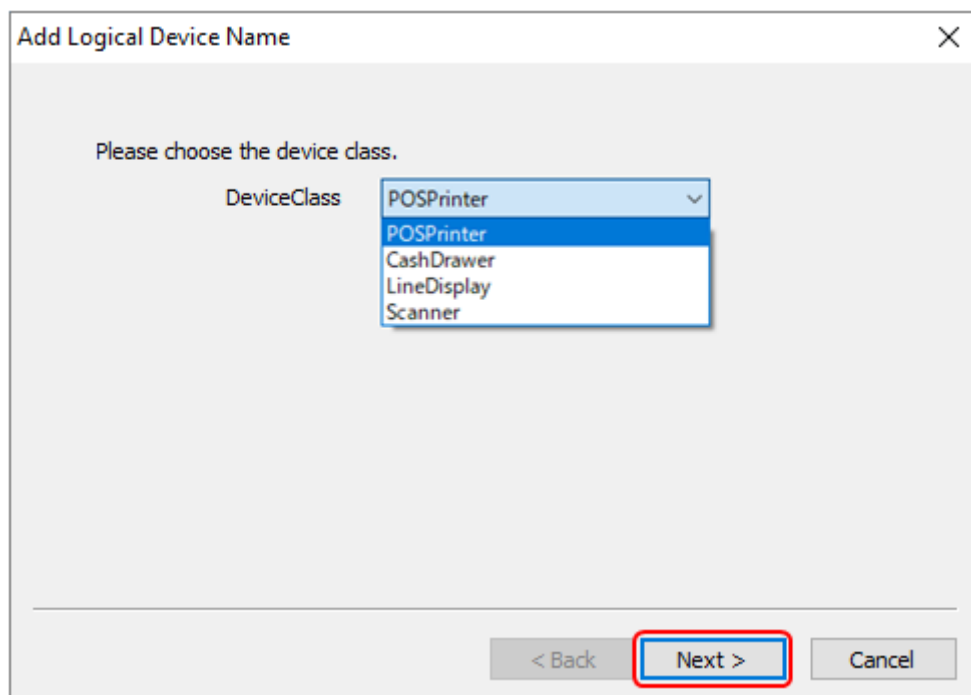 Add Logical Device Name
Please choose the device class.
DeviceClass POSPrinter
POSPrinter
CashDrawer
LineDisplay
Scanner
< Back Next > Cancel